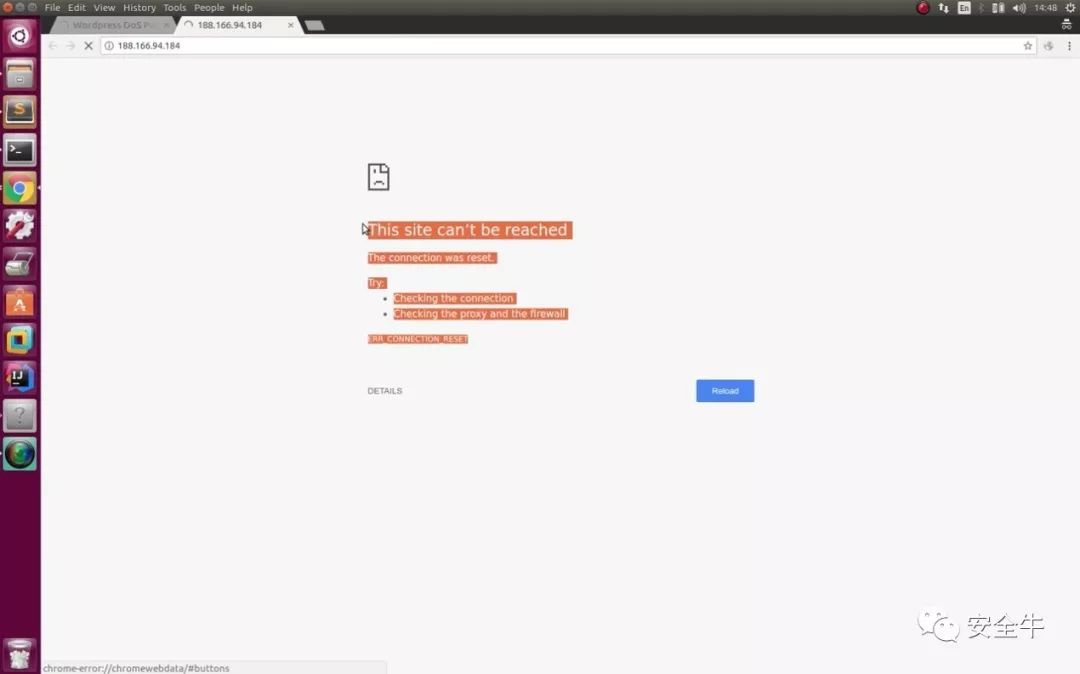 File Edit View History Tools People Help
En
14:48
Wordpress DoS
188.166.94.184
188.166.94.184
This site can't be reached
The connection was reset.
Try:
Checking the connection
Checking the proxy and the firewall
ERR_CONNECTION_RESET
DETAILS
Reload
安全牛
chrome-error://chromewebdata/#buttons